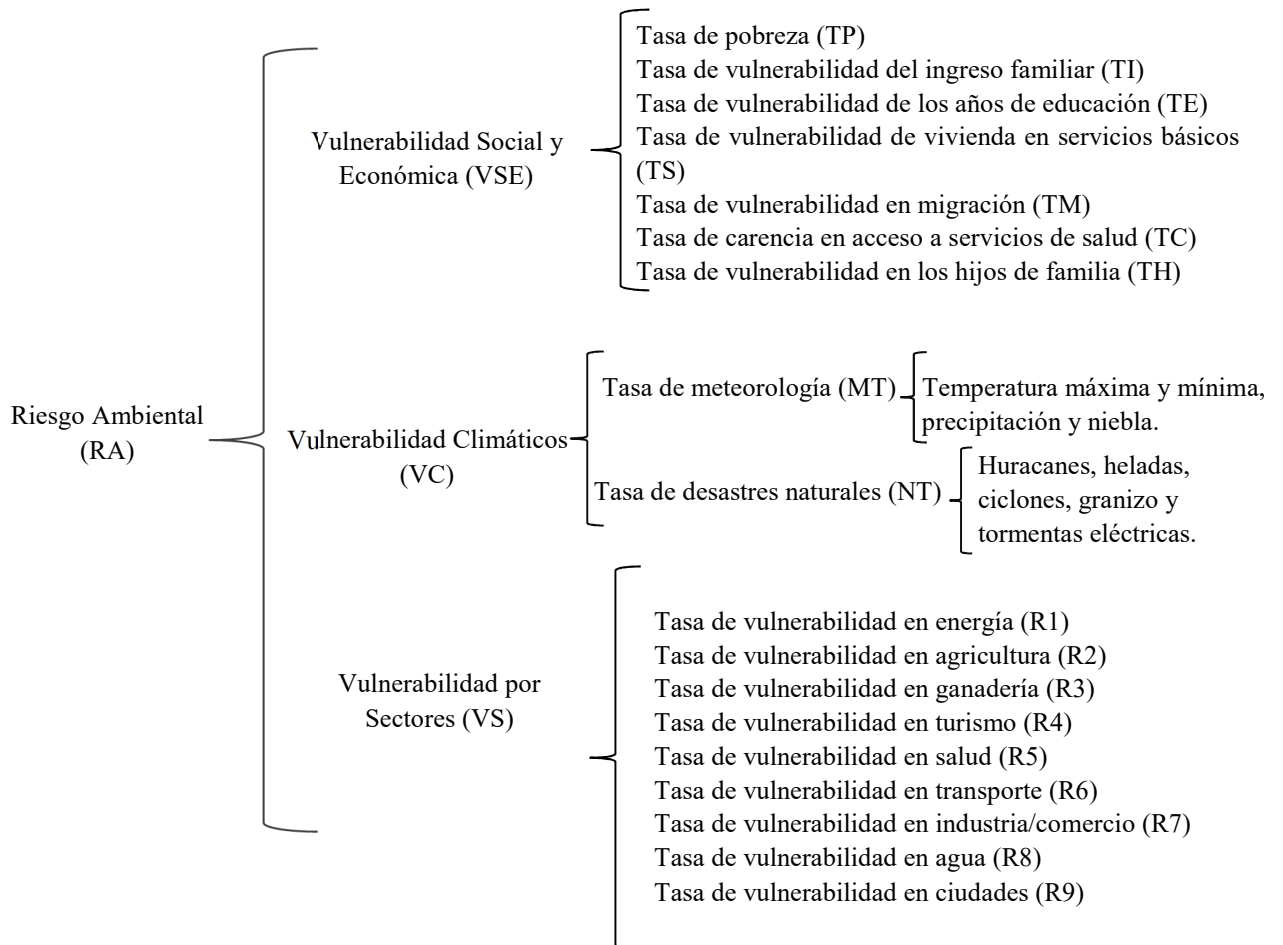 Riesgo Ambiental
(RA)
Vulnerabilidad Social y
Económica (VSE)
Tasa de pobreza (TP)
Tasa de vulnerabilidad del ingreso familiar (TI)
Tasa de vulnerabilidad de los años de educación (TE)
Tasa de vulnerabilidad de vivienda en servicios básicos
(TS)
Tasa de vulnerabilidad en migración (TM)
Tasa de carencia en acceso a servicios de salud (TC)
Tasa de vulnerabilidad en los hijos de familia (TH)
Vulnerabilidad Climáticos
(VC)
Tasa de meteorología (MT)
Temperatura máxima y mínima,
precipitación y niebla.
Tasa de desastres naturales (NT)
Huracanes, heladas,
ciclones, granizo y
tormentas eléctricas.
Vulnerabilidad por
Sectores (VS)
Tasa de vulnerabilidad en energía (R1)
Tasa de vulnerabilidad en agricultura (R2)
Tasa de vulnerabilidad en ganadería (R3)
Tasa de vulnerabilidad en turismo (R4)
Tasa de vulnerabilidad en salud (R5)
Tasa de vulnerabilidad en transporte (R6)
Tasa de vulnerabilidad en industria/comercio (R7)
Tasa de vulnerabilidad en agua (R8)
Tasa de vulnerabilidad en ciudades (R9)